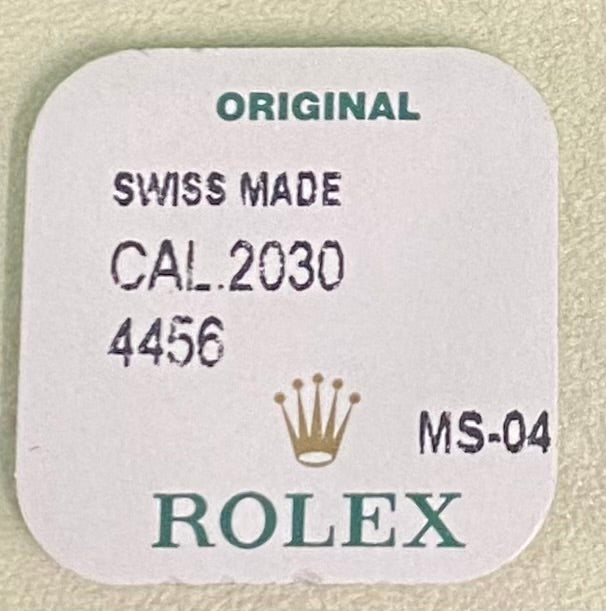 ORIGINAL
SWISS MADE
CAL.2030
4456
MS-04
ROLEX